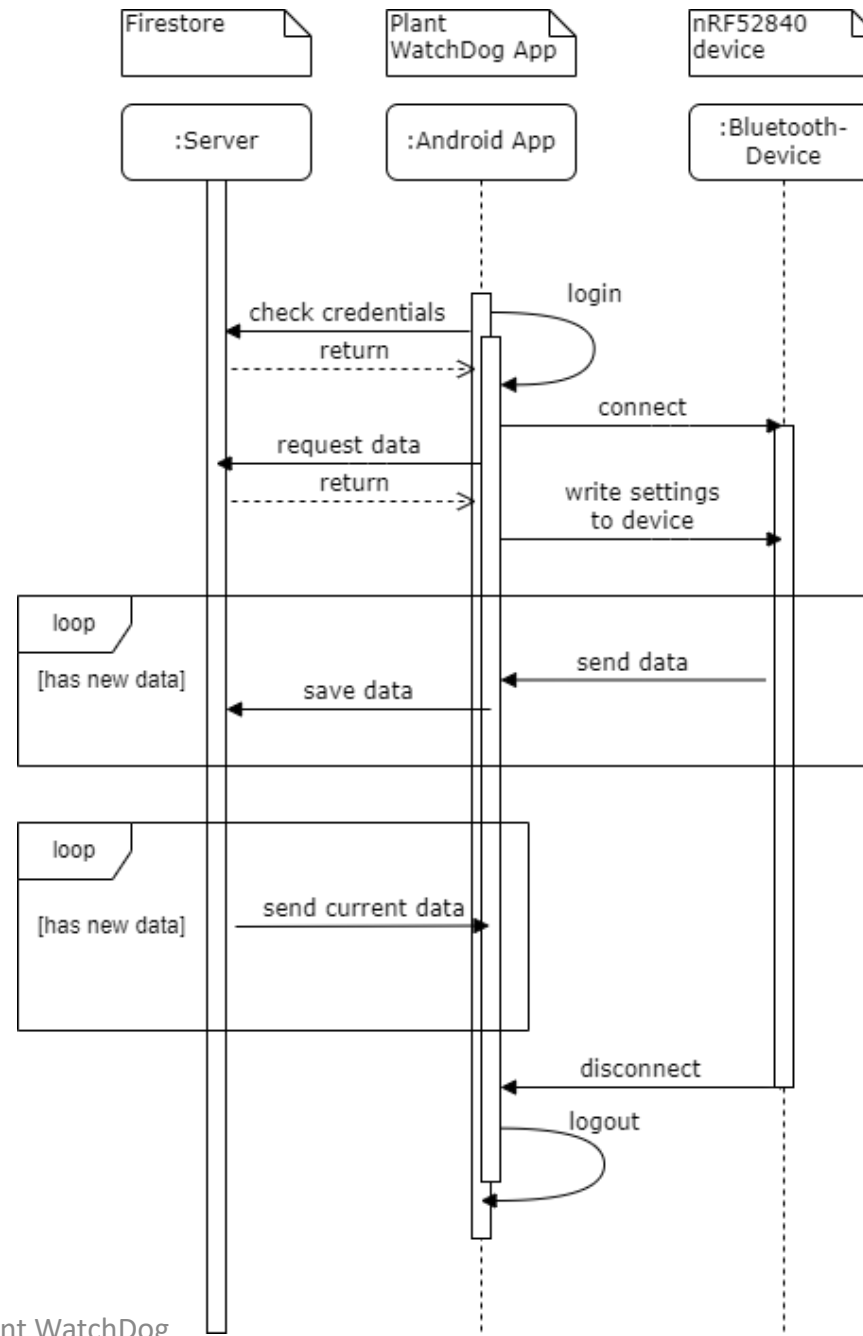 Firestore
Plant
WatchDog App
nRF52840
device
:Server
:Android App
:Bluetooth-
Device
login
check credentials
return
connect
request data
return
write settings
to device
loop
[has new data]
send data
save data
loop
[has new data]
send current data
disconnect
logout
nt WatchDog